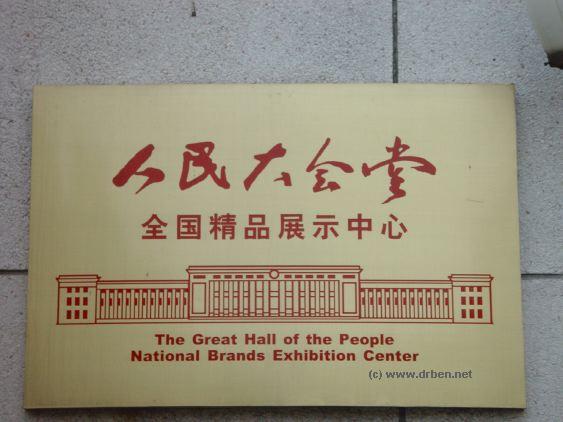 人民大会堂
全国精品展示中心
The Great Hall of the People
National Brands Exhibition Center
(c) www.drben.net